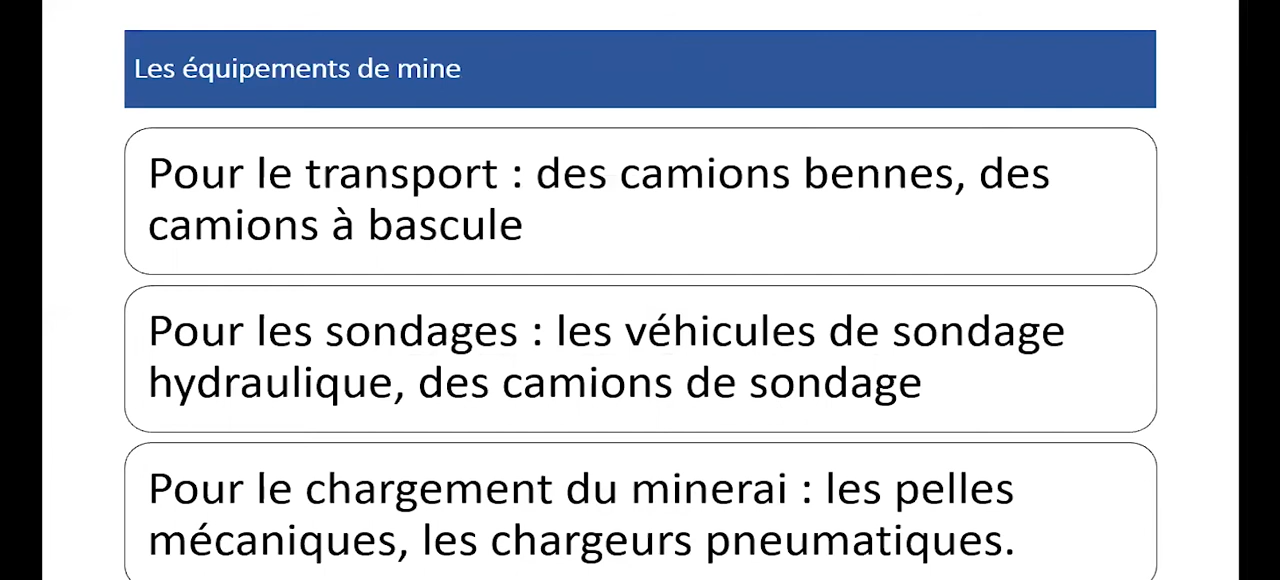 Les équipements de mine
Pour le transport : des camions bennes, des
camions à bascule
Pour les sondages : les véhicules de sondage
hydraulique, des camions de sondage
Pour le chargement du minerai : les pelles
mécaniques, les chargeurs pneumatiques.